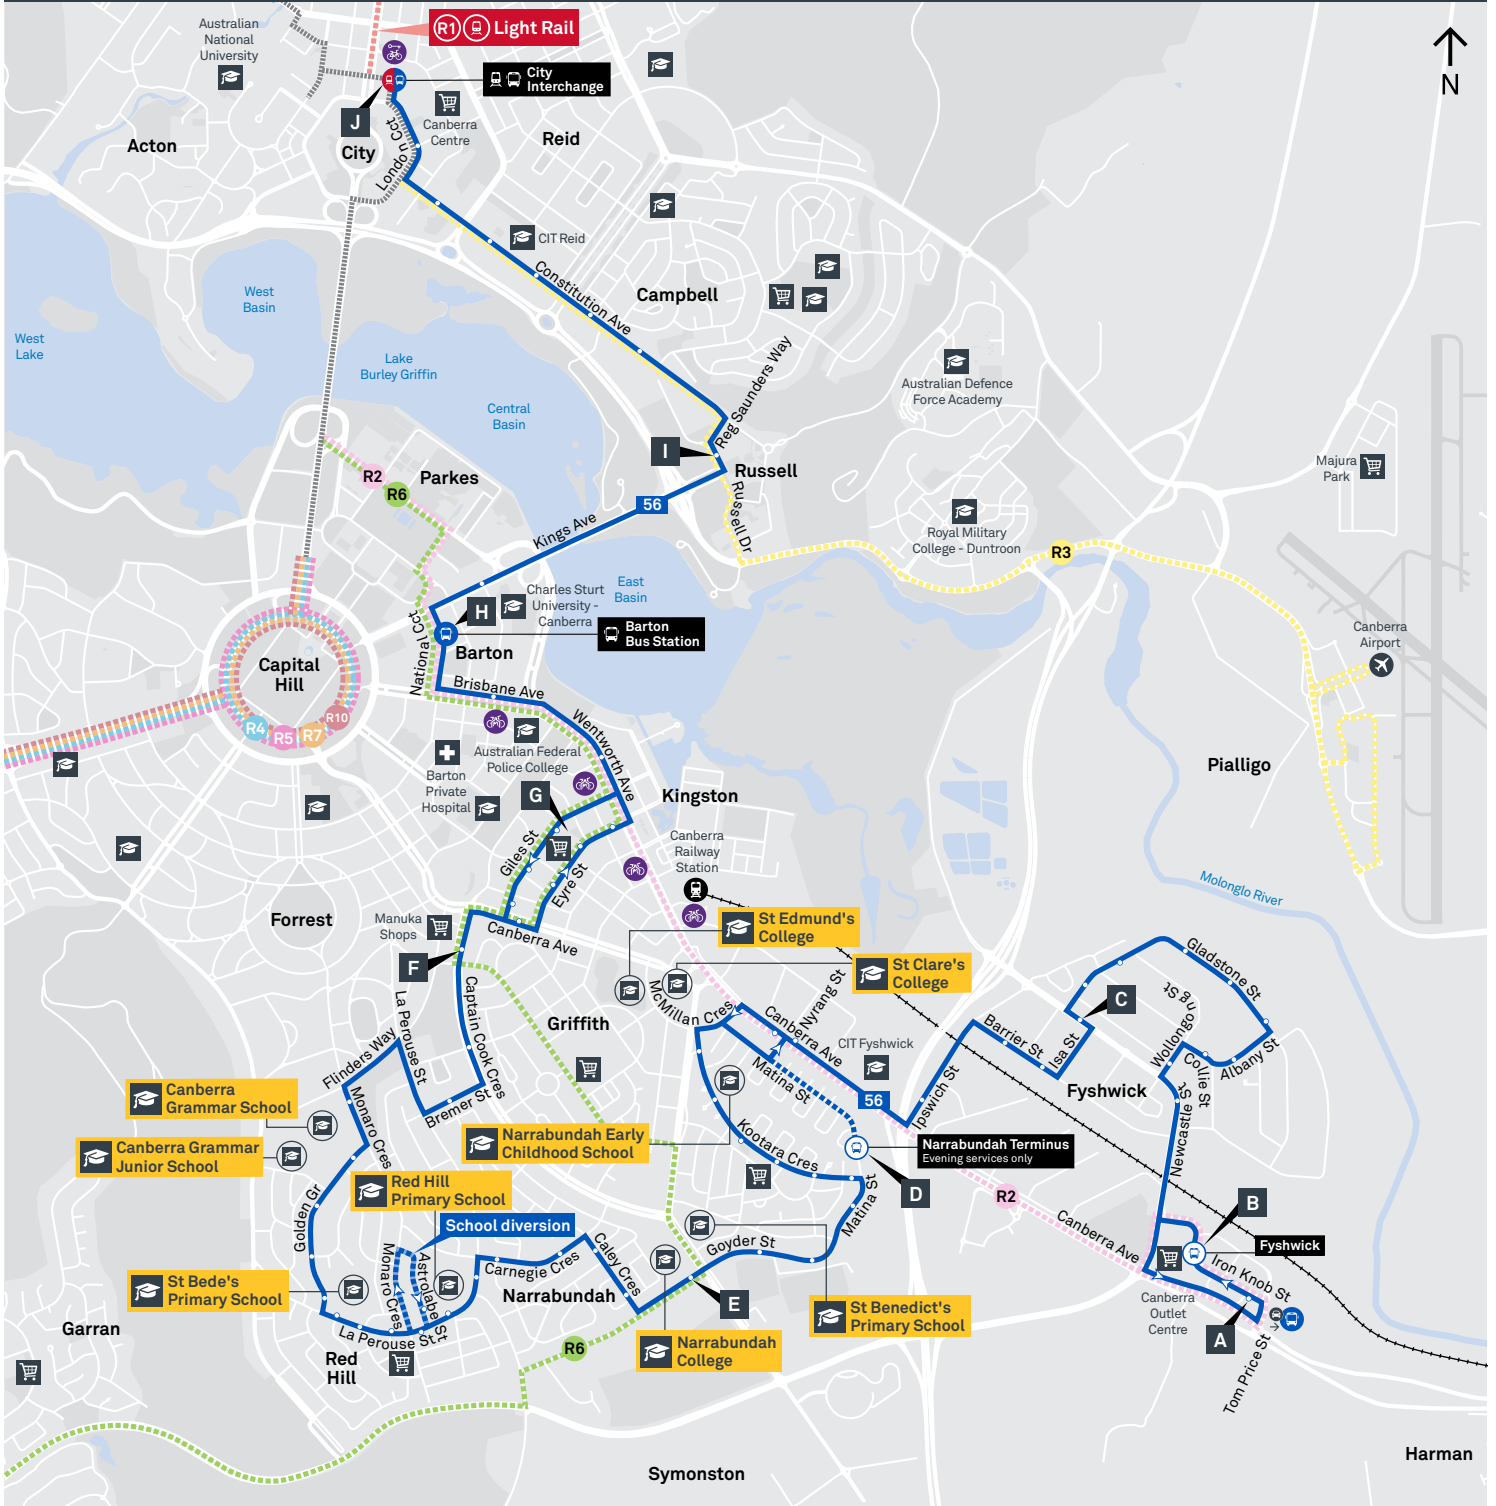 R1 Light Rail
Australian
National
University
City
Interchange
N
J
Canberra
Centre
Reid
Acton
City
London Cct
CIT Reid
Constitution Ave
Campbell
West
Basin
West
Lake
Lake
Burley Griffin
Reg Saunders Way
Australian Defence
Force Academy
Central
Basin
I
Russell
Majura
Park
R2
Parkes
R6
56
Russell Dr
Kings Ave
Royal Military
College - Duntroon
R3
East
Basin
H
Charles Sturt
University -
Canberra
Barton
Bus Station
National Cct
Barton
Canberra
Airport
Capital
Hill
Brisbane Ave
R4
R5
R7
R10
Wentworth Ave
Australian Federal
Police College
Barton
Private
Hospital
Pialligo
G
Kingston
Canberra
Railway
Station
Giles St
Eyre St
Molonglo River
Forrest
Manuka
Shops
Canberra Ave
St Edmund's
College
F
St Clare's
College
Gladstone St
McMillan Cres
Nyrang St
C
La Perouse St
Captain Cook Cres
Griffith
Canberra Ave
CIT Fyshwick
Barrier St
Isa St
Wollongong St
Flinders Way
Matina St
Collie St
Albany St
Monaro Cres
Bremer St
56
Ipswich St
Fyshwick
Canberra
Grammar School
Newcastle St
Canberra Grammar
Junior School
Narrabundah Early
Childhood School
Kootara Cres
Narrabundah Terminus
Evening services only
Red Hill
Primary School
D
R2
B
Golden Gr
School diversion
Matina St
Canberra Ave
Fyshwick
Monaro Cres
Astrolabe St
Carnegie Cres
Caley Cres
Goyder St
Iron Knob St
St Bede's
Primary School
Narrabundah
E
St Benedict's
Primary School
Canberra
Outlet
Centre
A
Garran
La Perouse St
Red
Hill
R6
Narrabundah
College
Tom Price St
Symonston
Harman